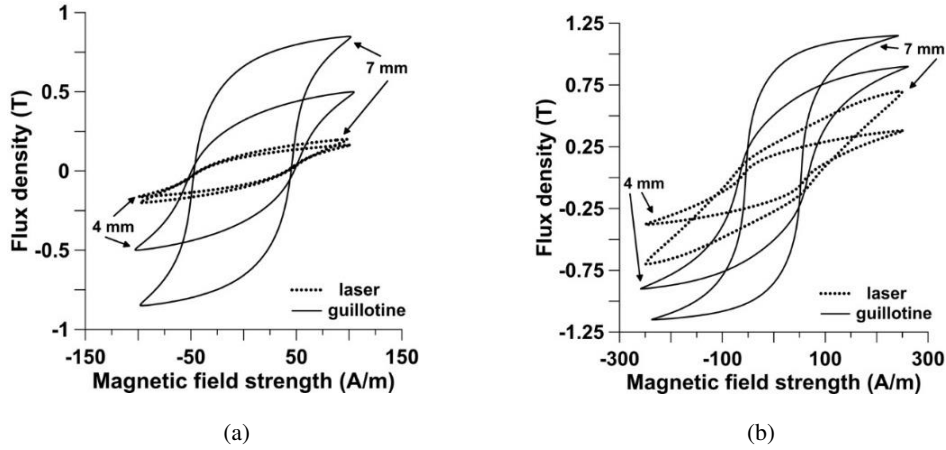 1
0.5
0
-0.5
-1
-150
-50
50
150
Flux density (T)
Magnetic field strength (A/m)
7 mm
4 mm
laser
guillotine
(a)
1.25
0.75
0.25
-0.25
-0.75
-1.25
-300
-100
100
300
Flux density (T)
Magnetic field strength (A/m)
7 mm
4 mm
laser
guillotine
(b)